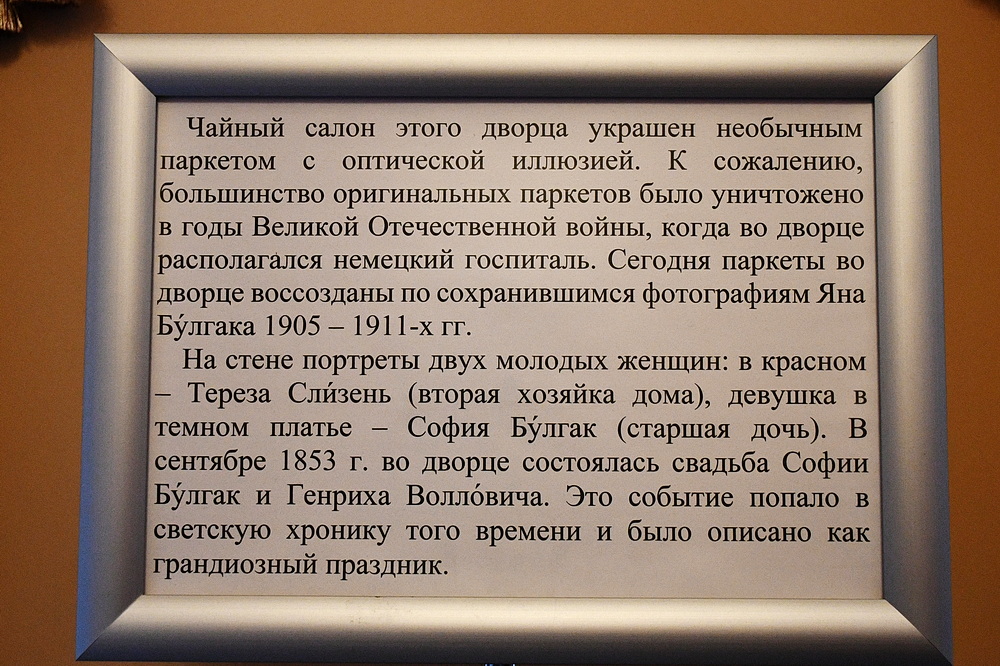 Чайный салон этого дворца украшен необычным
паркетом с оптической иллюзией. К сожалению,
большинство оригинальных паркетов было уничтожено
в годы Великой Отечественной войны, когда во дворце
располагался немецкий госпиталь. Сегодня паркеты во
дворце воссозданы по сохранившимся фотографиям Яна
Бу́лгака 1905 – 1911-х гг.
На стене портреты двух молодых женщин: в красном
– Тереза Сли́зень (вторая хозяйка дома), девушка в
темном платье – София Бу́лгак (старшая дочь). В
сентябре 1853 г. во дворце состоялась свадьба Софии
Бу́лгак и Генриха Волло́вича. Это событие попало в
светскую хронику того времени и было описано как
грандиозный праздник.